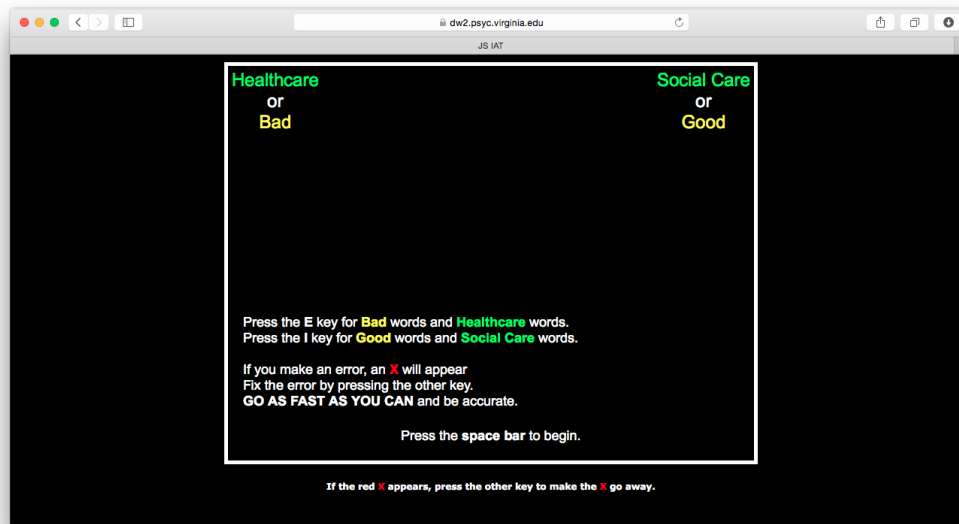 dw2.psyc.virginia.edu
JS IAT
Healthcare
or
Bad
Social Care
or
Good
Press the E key for Bad words and Healthcare words.
Press the I key for Good words and Social Care words.
If you make an error, an X will appear
Fix the error by pressing the other key.
GO AS FAST AS YOU CAN and be accurate.
Press the space bar to begin.
If the red X appears, press the other key to make the X go away.